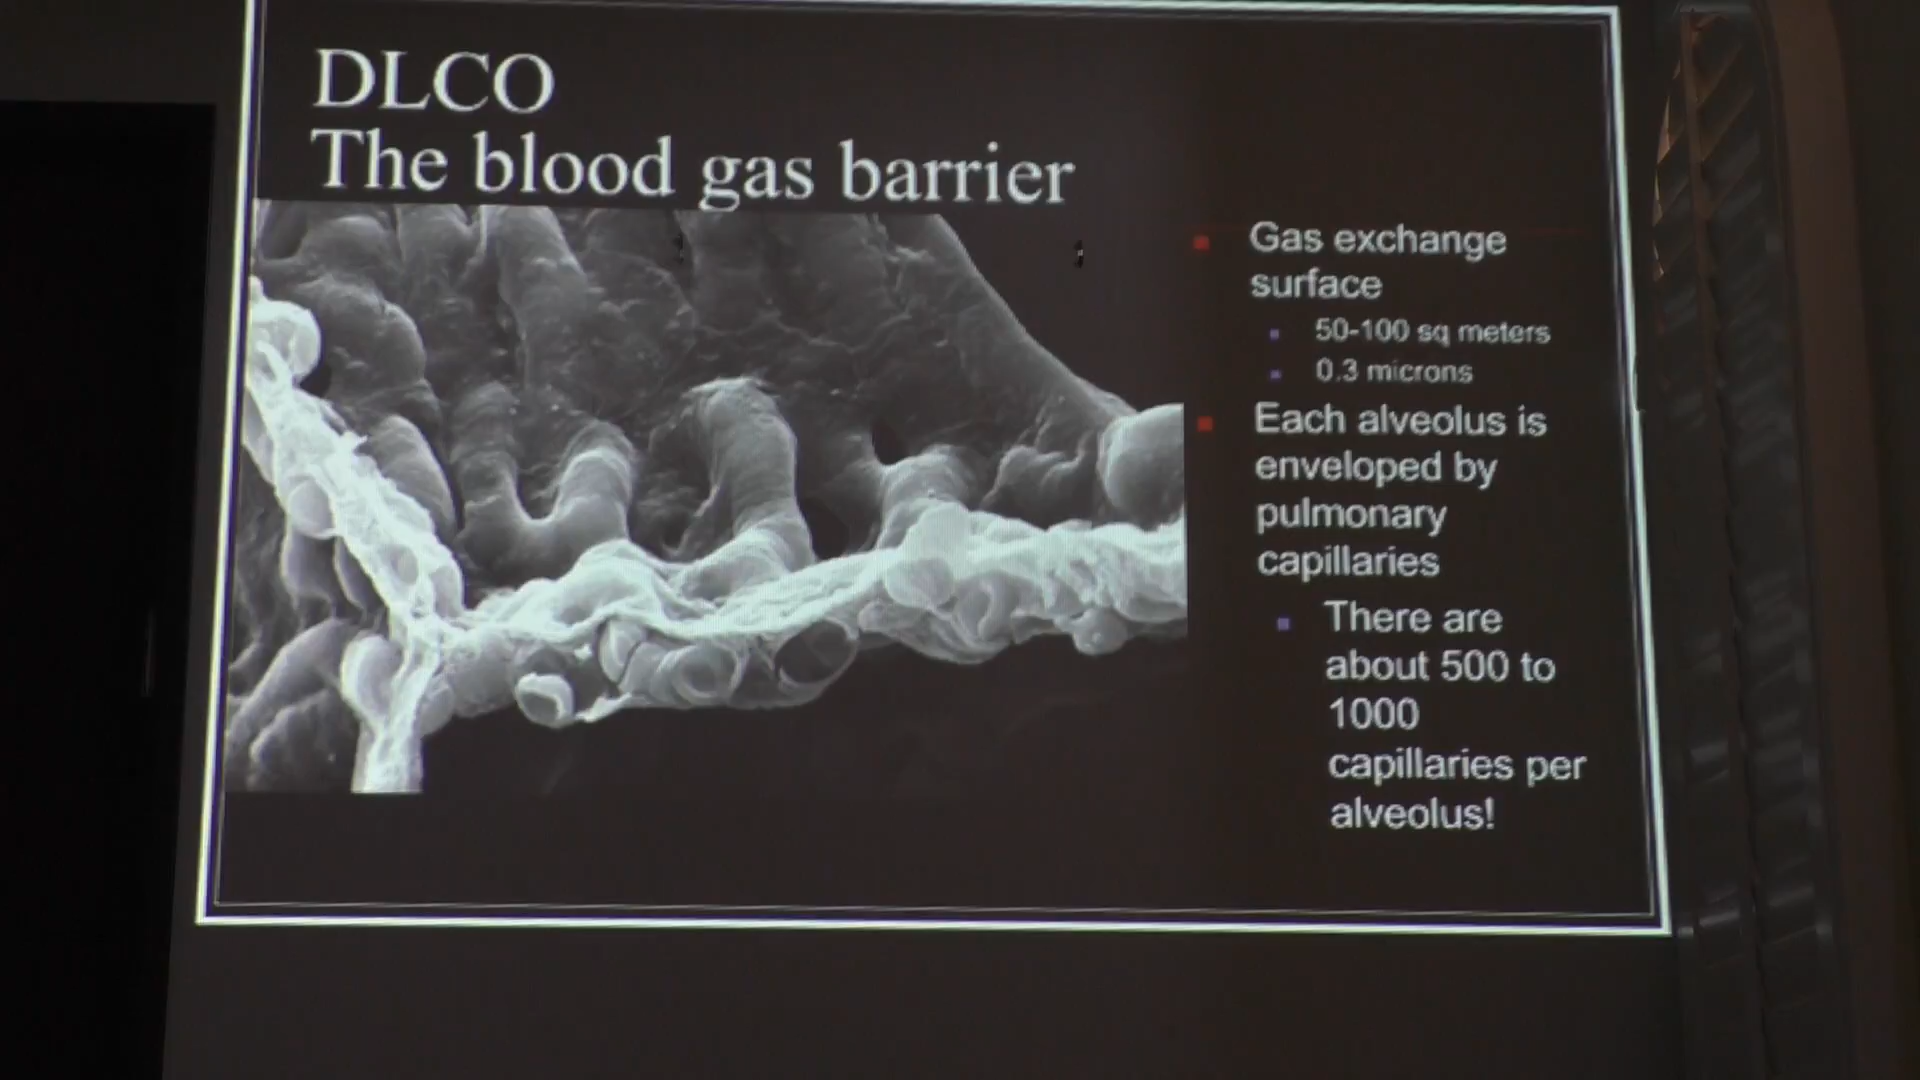 DLCO
The blood gas barrier
Gas exchange
surface
50-100 sq meters
0.3 microns
Each alveolus is
enveloped by
pulmonary
capillaries
There are
about 500 to
1000
capillaries per
alveolus!